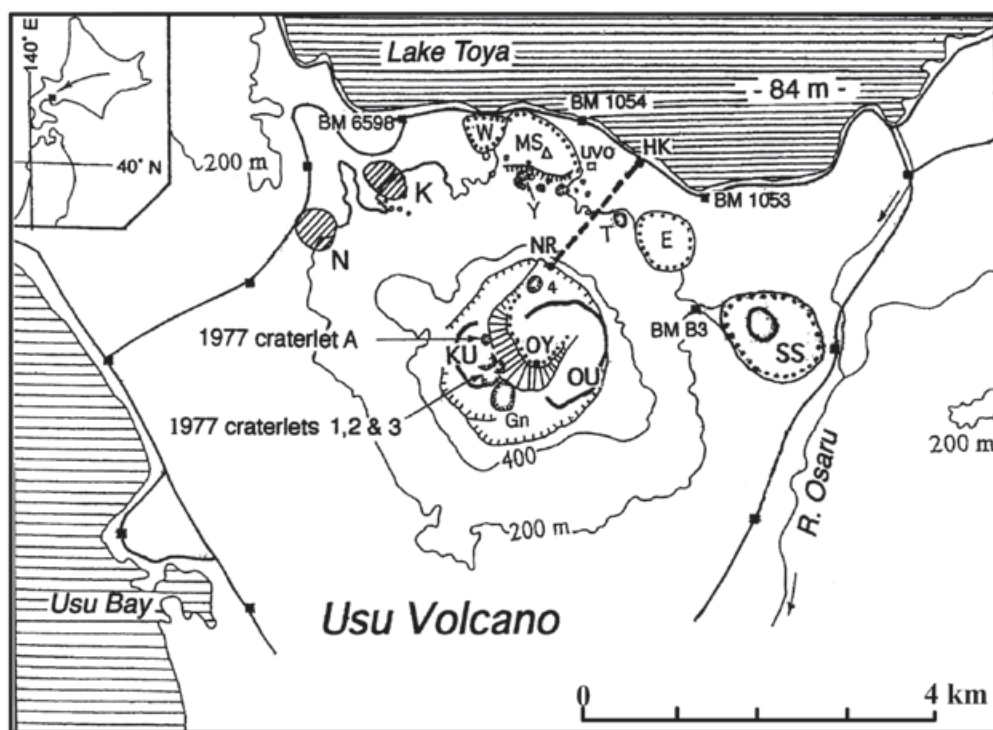 140° E
40° N
Lake Toya
- 84 m -
200 m
BM 6598
BM 1054
W
MS
UVO
HK
BM 1053
K
Y
T
E
N
NR
4
1977 craterlet A
KU
OY
OU
BM B3
SS
1977 craterlets 1,2 & 3
Gn
400
200 m
200 m
R. Osaru
Usu Bay
Usu Volcano
0
4 km